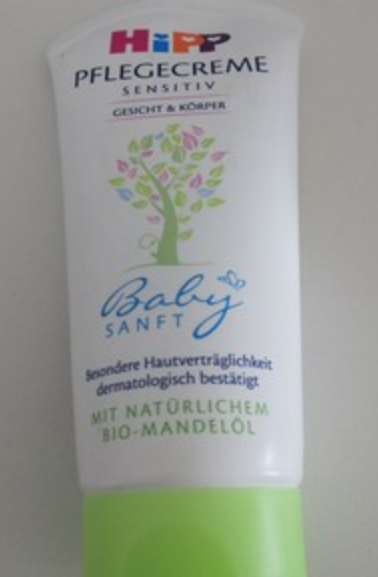 HiPP
PFLEGECREME
SENSITIV
GESICHT & KÖRPER
Baby
SANFT
Besondere Hautverträglichkeit
dermatologisch bestätigt
MIT NATÜRLICHEM
BIO-MANDELÖL